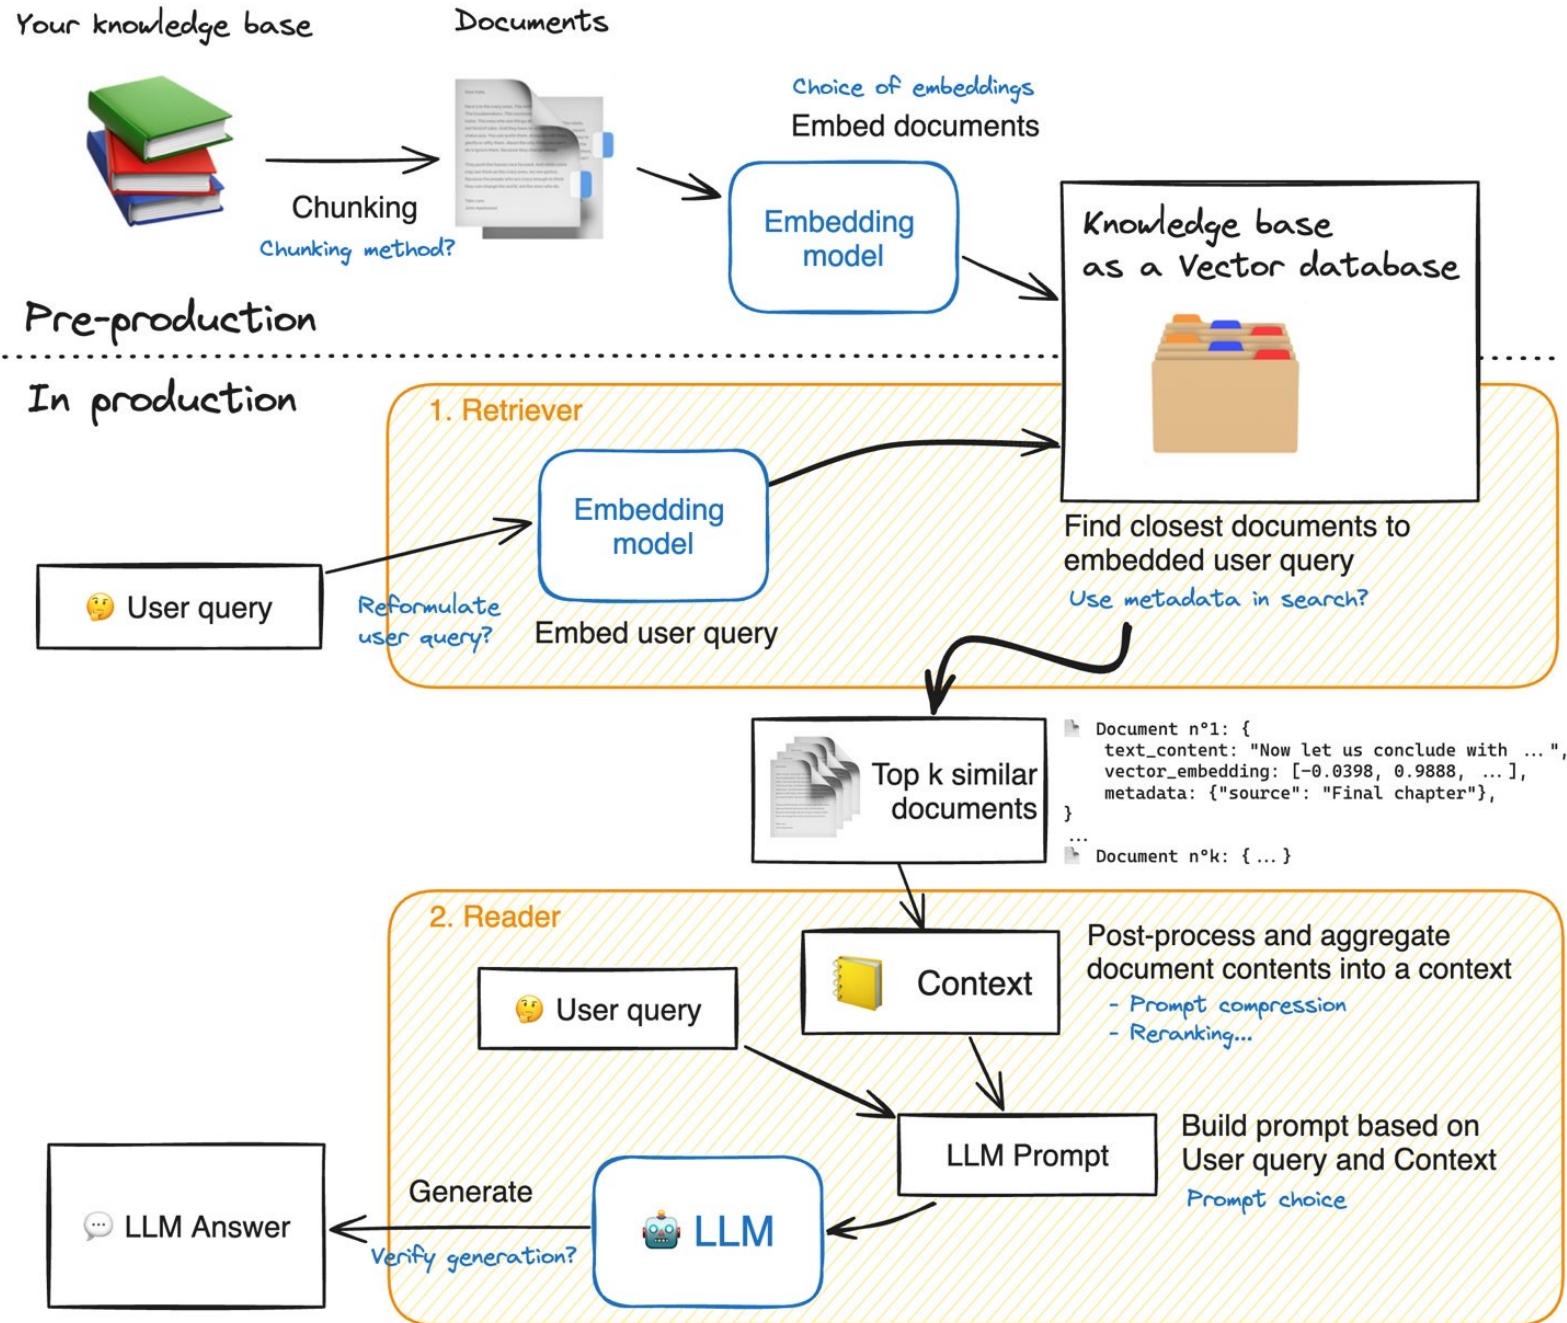 Your knowledge base
Documents
Choice of embeddings
Embed documents
Chunking
Chunking method?
Embedding
model
Knowledge base
as a Vector database
Pre-production
In production
1. Retriever
Embedding
model
User query
Reformulate
user query?
Embed user query
Find closest documents to
embedded user query
Use metadata in search?
Top k similar
documents
Document n°1: {
text_content: "Now let us conclude with ...",
vector_embedding: [-0.0398, 0.9888, ...],
metadata: {"source": "Final chapter"},
}
...
Document n°k: {...}
2. Reader
User query
Context
Post-process and aggregate
document contents into a context
- Prompt compression
- Reranking...
LLM Prompt
Build prompt based on
User query and Context
Prompt choice
LLM
Generate
Verify generation?
LLM Answer